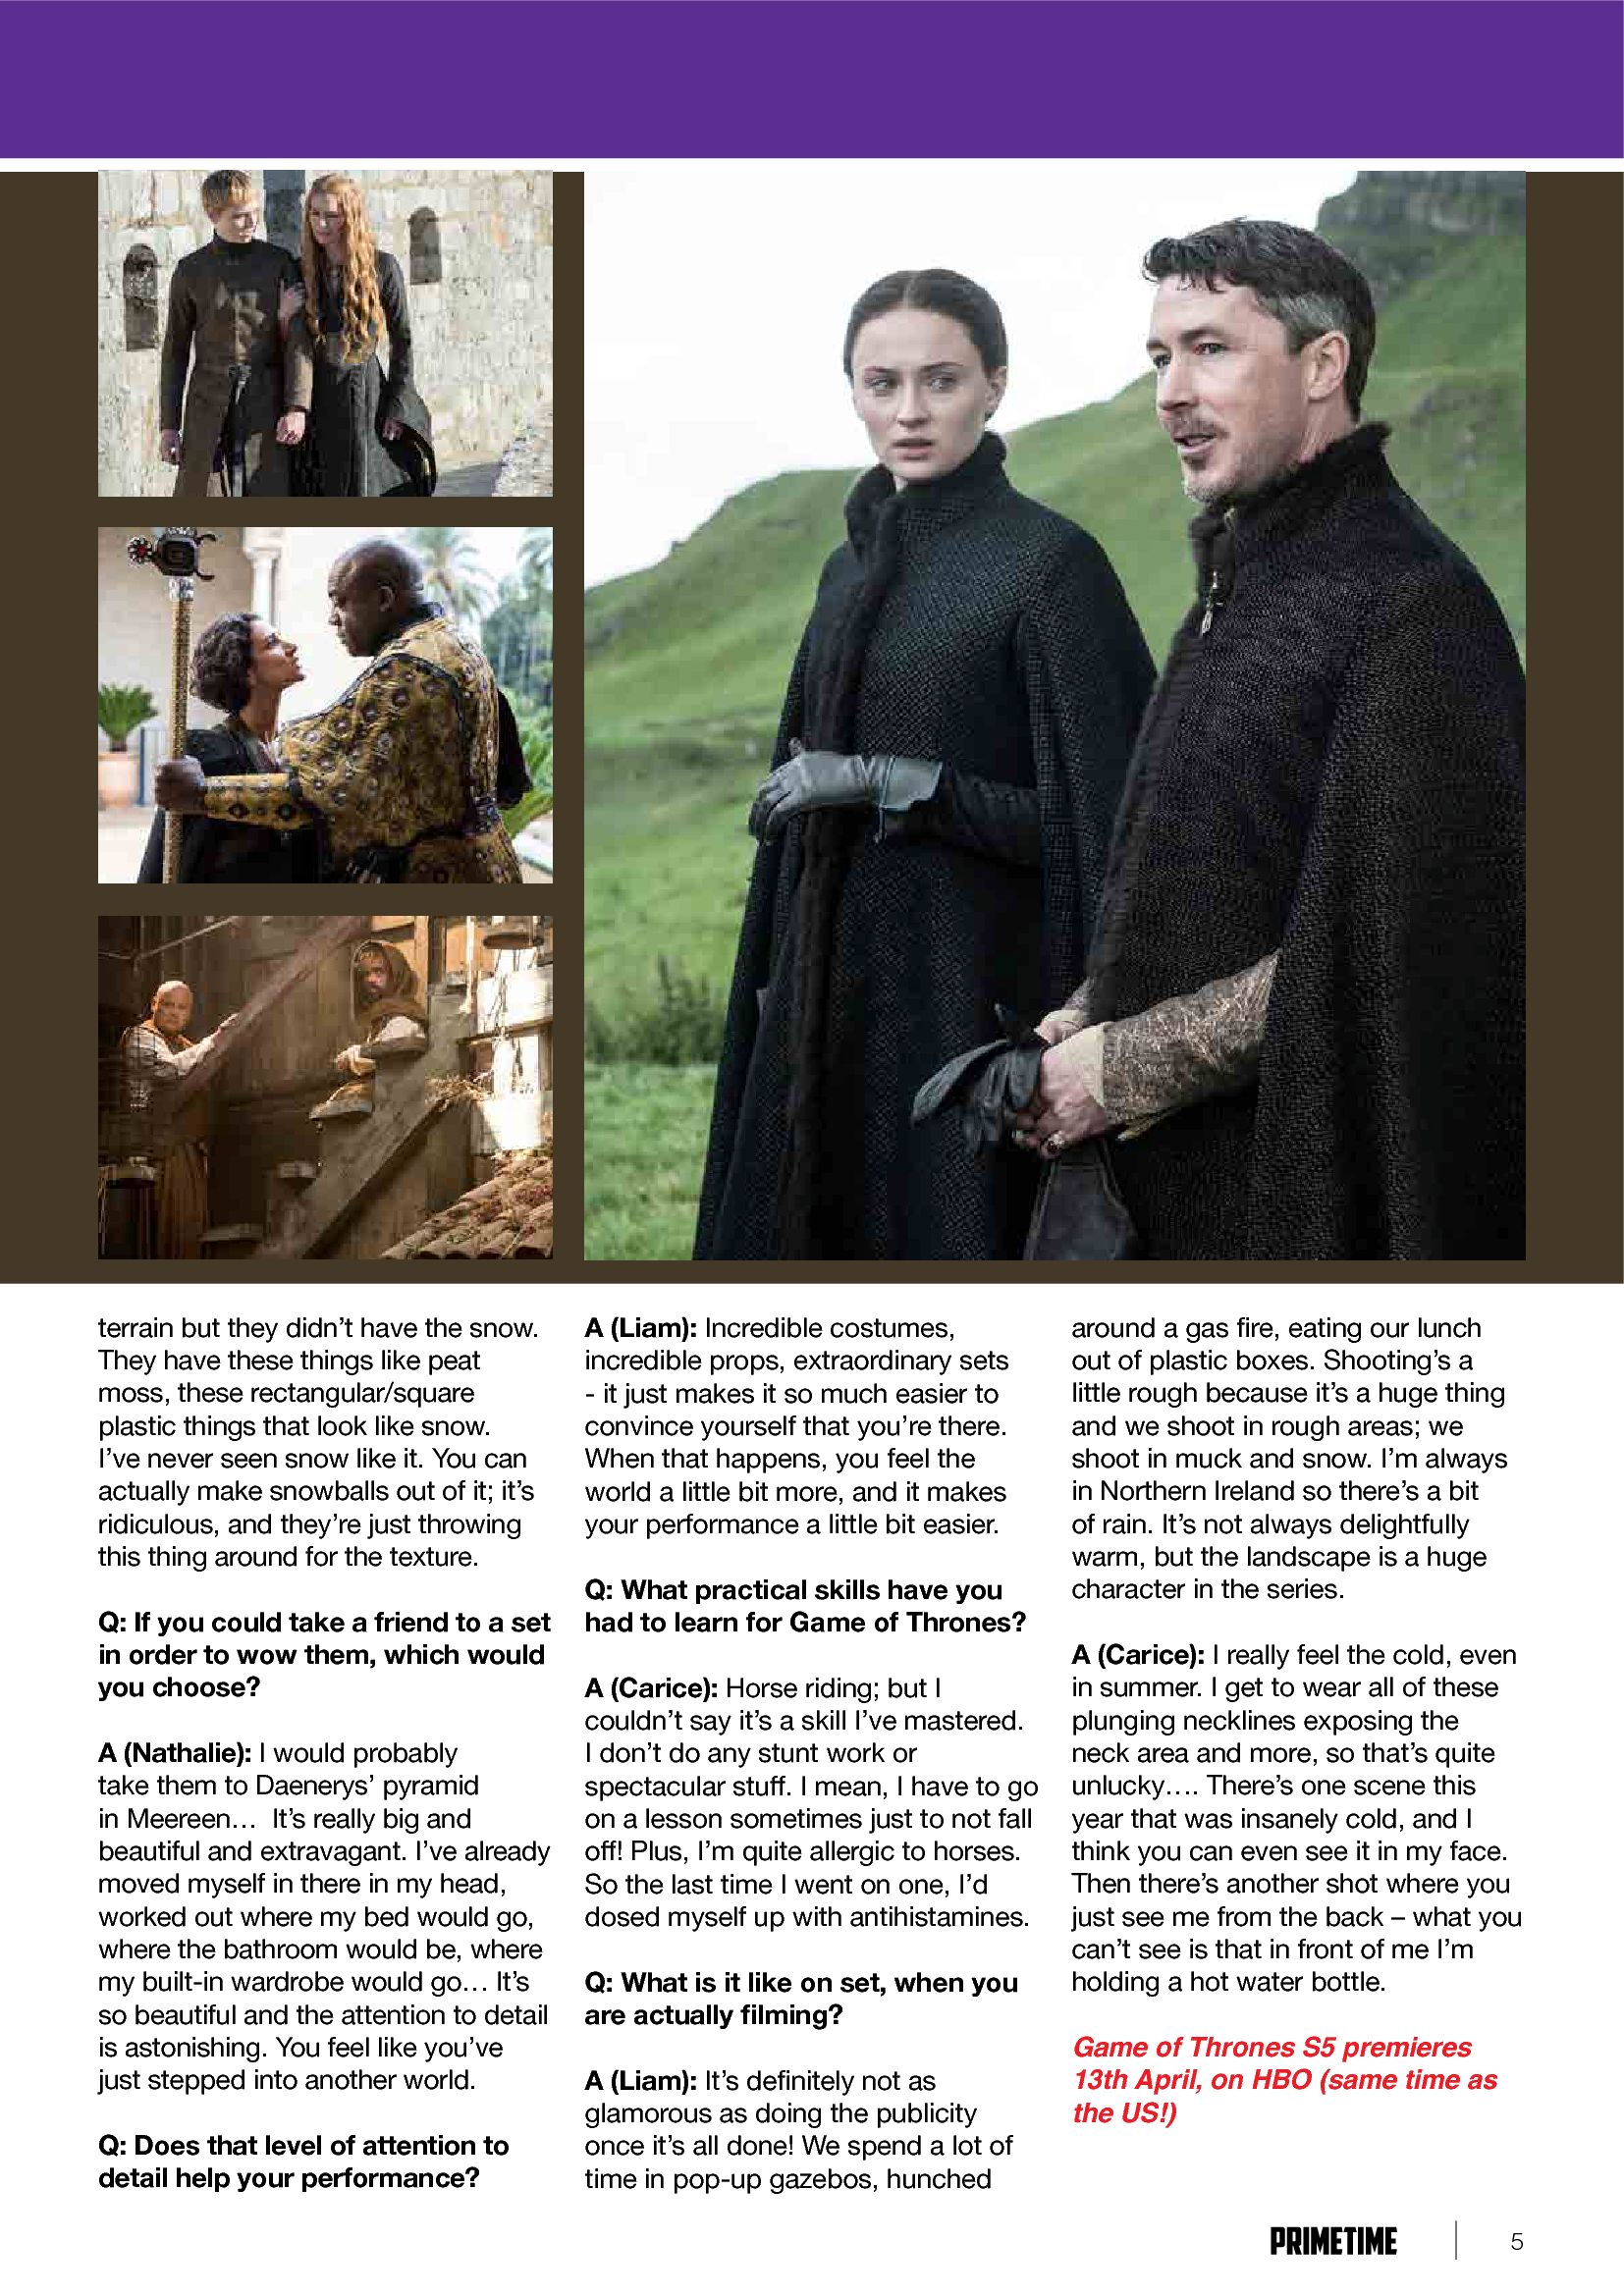 terrain but they didn’t have the snow.
They have these things like peat
moss, these rectangular/square
plastic things that look like snow.
I’ve never seen snow like it. You can
actually make snowballs out of it; it’s
ridiculous, and they’re just throwing
this thing around for the texture.
Q: If you could take a friend to a set
in order to wow them, which would
you choose?
A (Nathalie): I would probably
take them to Daenerys’ pyramid
in Meereen…  It’s really big and
beautiful and extravagant. I’ve already
moved myself in there in my head,
worked out where my bed would go,
where the bathroom would be, where
my built-in wardrobe would go… It’s
so beautiful and the attention to detail
is astonishing. You feel like you’ve
just stepped into another world.
Q: Does that level of attention to
detail help your performance?
A (Liam): Incredible costumes,
incredible props, extraordinary sets
- it just makes it so much easier to
convince yourself that you’re there.
When that happens, you feel the
world a little bit more, and it makes
your performance a little bit easier.
Q: What practical skills have you
had to learn for Game of Thrones?
A (Carice): Horse riding; but I
couldn’t say it’s a skill I’ve mastered.
I don’t do any stunt work or
spectacular stuff. I mean, I have to go
on a lesson sometimes just to not fall
off! Plus, I’m quite allergic to horses.
So the last time I went on one, I’d
dosed myself up with antihistamines.
Q: What is it like on set, when you
are actually filming?
A (Liam): It’s definitely not as
glamorous as doing the publicity
once it’s all done! We spend a lot of
time in pop-up gazebos, hunched
around a gas fire, eating our lunch
out of plastic boxes. Shooting’s a
little rough because it’s a huge thing
and we shoot in rough areas; we
shoot in muck and snow. I’m always
in Northern Ireland so there’s a bit
of rain. It’s not always delightfully
warm, but the landscape is a huge
character in the series.
A (Carice): I really feel the cold, even
in summer. I get to wear all of these
plunging necklines exposing the
neck area and more, so that’s quite
unlucky…. There’s one scene this
year that was insanely cold, and I
think you can even see it in my face.
Then there’s another shot where you
just see me from the back – what you
can’t see is that in front of me I’m
holding a hot water bottle.
Game of Thrones S5 premieres
13th April, on HBO (same time as
the US!)
PRIMETIME | 5